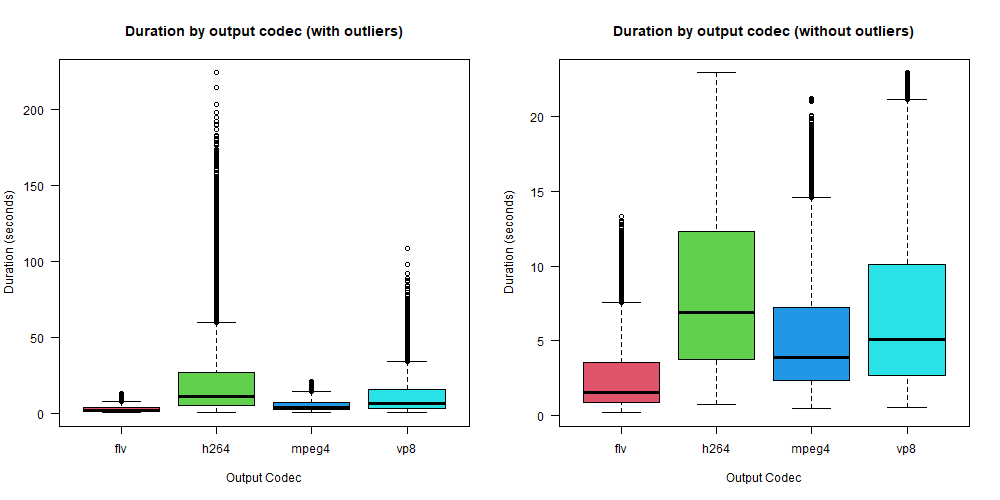 Duration by output codec (with outliers)
Duration (seconds)
200
150
100
50
0
flv h264 mpeg4 vp8
Output Codec
Duration by output codec (without outliers)
Duration (seconds)
20
15
10
5
0
flv h264 mpeg4 vp8
Output Codec